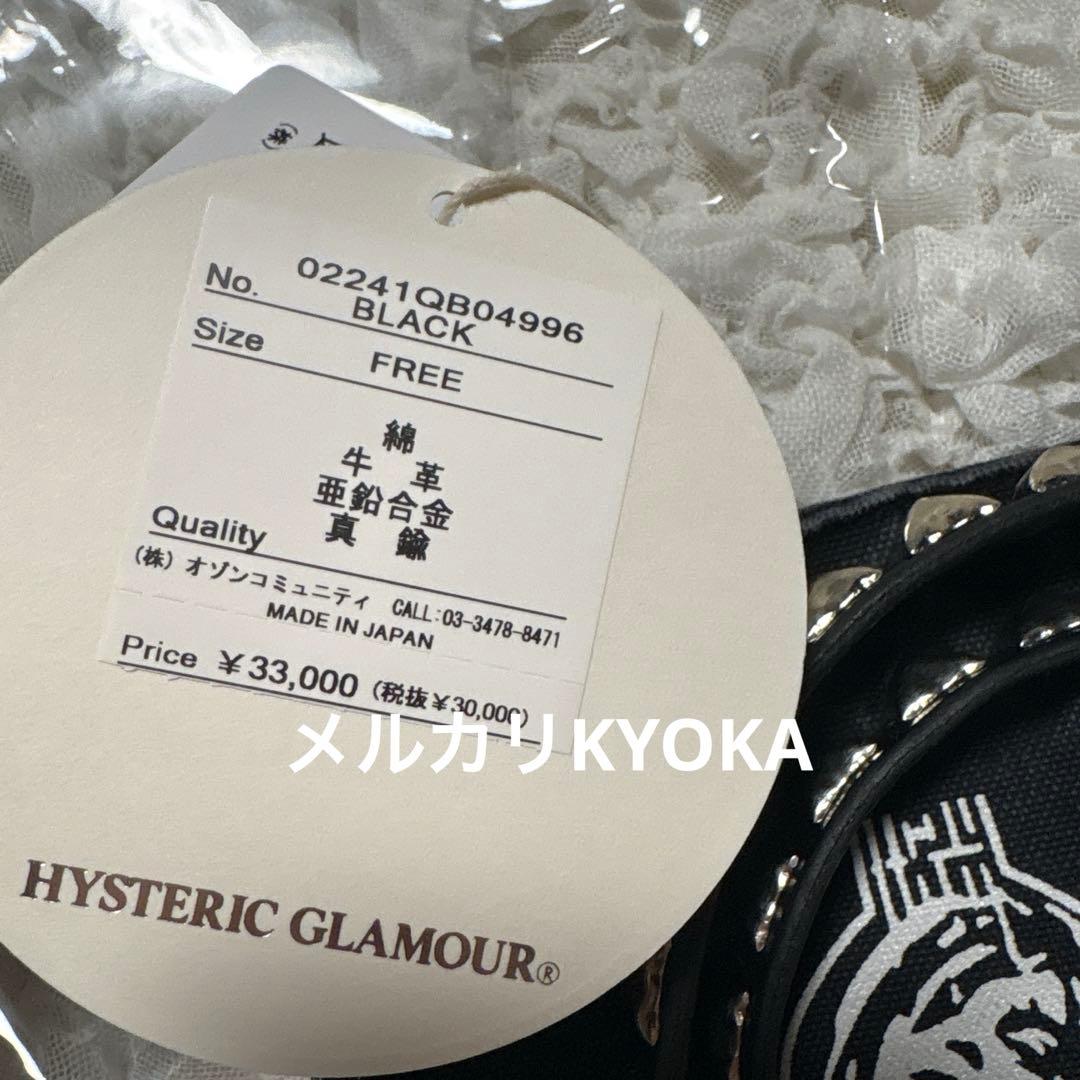 (株)
No. 02241QB04996
BLACK
Size FREE
綿
牛 革
亜鉛合金
Quality 真 鍮
(株) オゾンコミュニティ CALL:03-3478-8471
MADE IN JAPAN
Price ¥33,000 (税抜¥30,000)
メルカリKYOKA
HYSTERIC GLAMOUR®